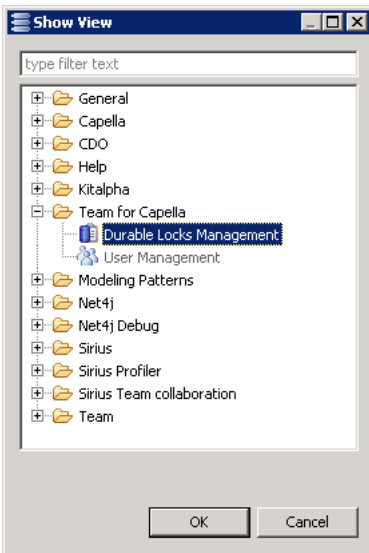 Show View
type filter text
General
Capella
CDO
Help
Kitalpha
Team for Capella
Durable Locks Management
User Management
Modeling Patterns
Net4j
Net4j Debug
Sirius
Sirius Profiler
Sirius Team collaboration
Team
OK Cancel